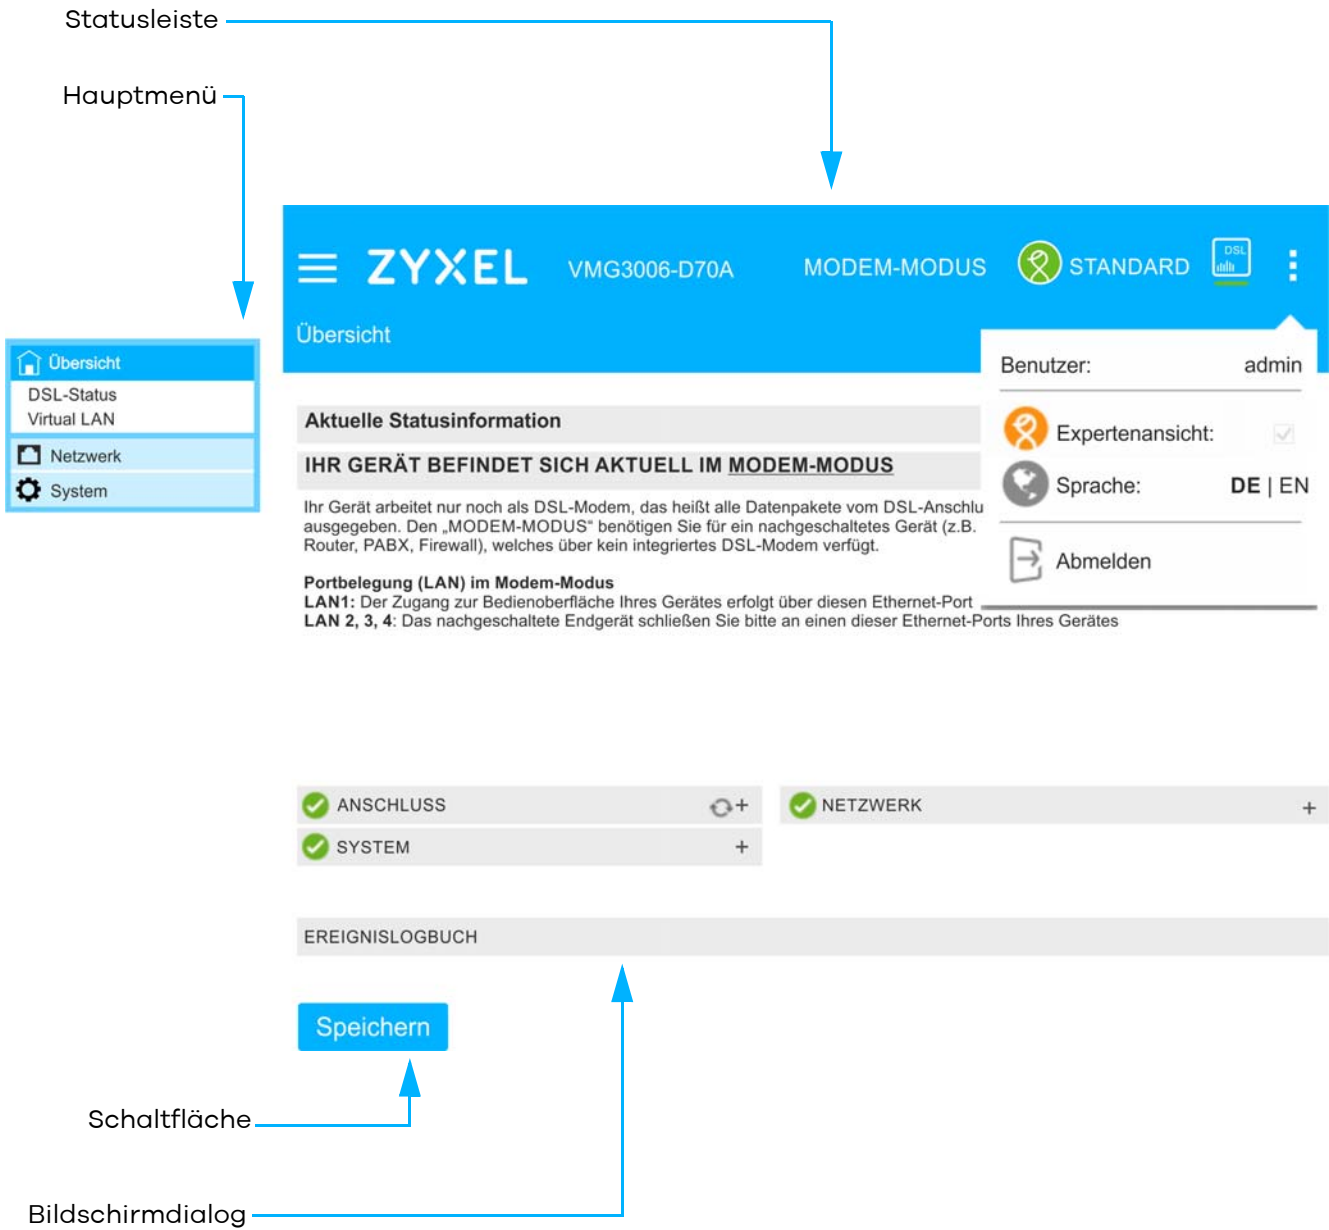 Statusleiste
Hauptmenü
ZYXEL VMG3006-D70A MODEM-MODUS STANDARD DSL
Übersicht
Übersicht
DSL-Status
Virtual LAN
Netzwerk
System
Benutzer: admin
Expertenansicht:
Sprache: DE | EN
Abmelden
Aktuelle Statusinformation
IHR GERÄT BEFINDET SICH AKTUELL IM MODEM-MODUS
Ihr Gerät arbeitet nur noch als DSL-Modem, das heißt alle Datenpakete vom DSL-Anschlu
ausgegeben. Den „MODEM-MODUS“ benötigen Sie für ein nachgeschaltetes Gerät (z.B.
Router, PABX, Firewall), welches über kein integriertes DSL-Modem verfügt.
Portbelegung (LAN) im Modem-Modus
LAN1: Der Zugang zur Bedienoberfläche Ihres Gerätes erfolgt über diesen Ethernet-Port
LAN 2, 3, 4: Das nachgeschaltete Endgerät schließen Sie bitte an einen dieser Ethernet-Ports Ihres Gerätes
ANSCHLUSS +
NETZWERK +
SYSTEM +
EREIGNISLOGBUCH
Speichern
Schaltfläche
Bildschirmdialog